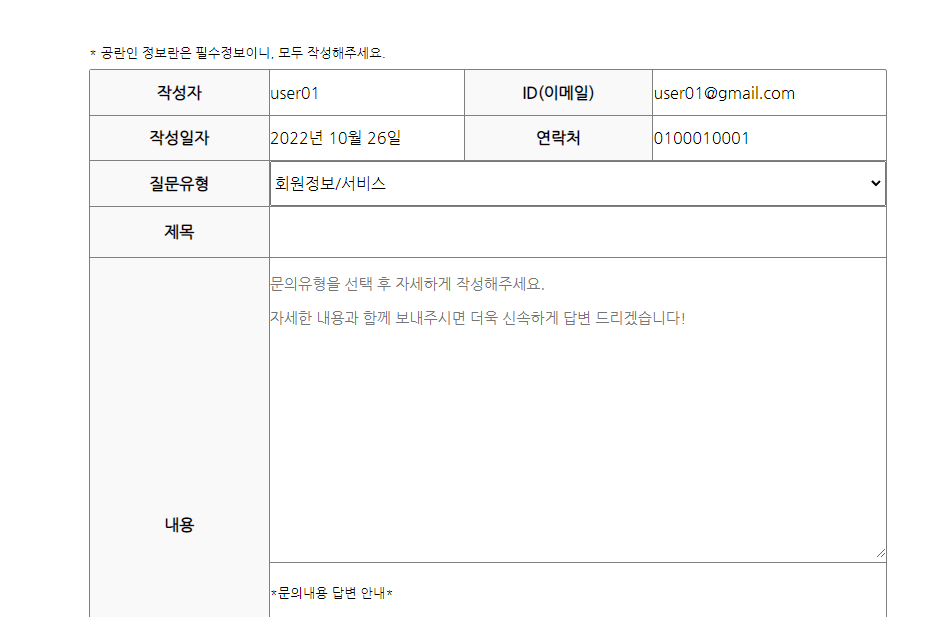 * 공란인 정보란은 필수정보이니, 모두 작성해주세요.
작성자 user01 ID(이메일) user01@gmail.com
작성일자 2022년 10월 26일 연락처 0100010001
질문유형 회원정보/서비스
제목
문의유형을 선택 후 자세하게 작성해주세요.
자세한 내용과 함께 보내주시면 더욱 신속하게 답변 드리겠습니다!
내용
*문의내용 답변 안내*